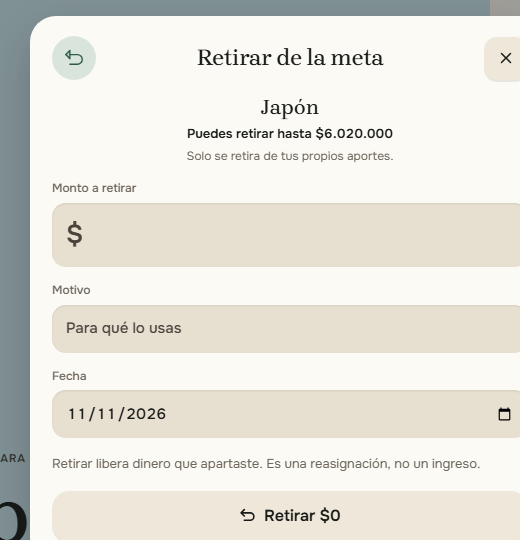 Retirar de la meta
Japón
Puedes retirar hasta $6.020.000
Solo se retira de tus propios aportes.
Monto a retirar
$
Motivo
Para qué lo usas
Fecha
11/11/2026
ARA
Retirar libera dinero que apartaste. Es una reasignación, no un ingreso.
Retirar $0